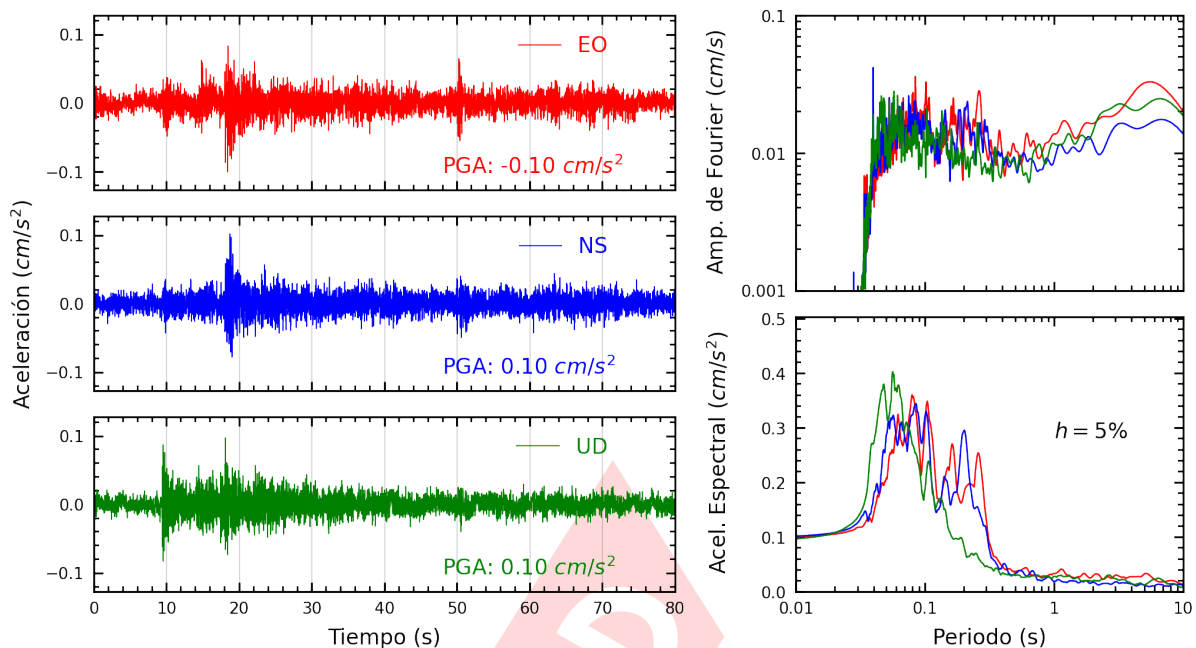 Aceleración (cm/s²)
0.1
0.0
−0.1
EO
PGA: -0.10 cm/s²
0.1
0.0
−0.1
NS
PGA: 0.10 cm/s²
0.1
0.0
−0.1
UD
PGA: 0.10 cm/s²
0 10 20 30 40 50 60 70 80
Tiempo (s)
Amp. de Fourier (cm/s)
0.1
0.01
0.001
Acel. Espectral (cm/s²)
0.5
0.4
0.3
0.2
0.1
0.0
h = 5%
0.01 0.1 1 10
Periodo (s)